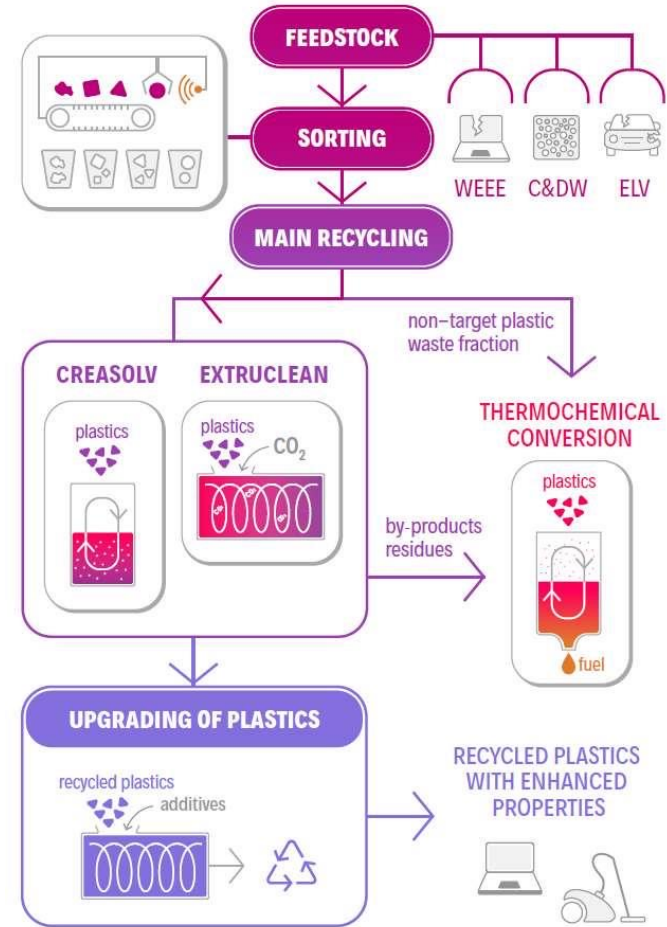 FEEDSTOCK
SORTING
WEEE
C&DW
ELV
MAIN RECYCLING
non-target plastic
waste fraction
CREASOLV
EXTRUCLEAN
plastics
plastics
CO₂
THERMOCHEMICAL
CONVERSION
plastics
by-products
residues
fuel
UPGRADING OF PLASTICS
recycled plastics
additives
RECYCLED PLASTICS
WITH ENHANCED
PROPERTIES